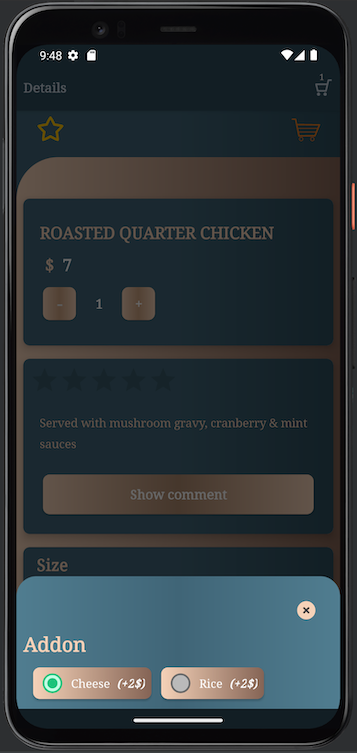 9:48
Details
1
ROASTED QUARTER CHICKEN
$ 7
- 1 +
Served with mushroom gravy, cranberry & mint
sauces
Show comment
Size
Addon
Cheese (+2$) Rice (+2$)